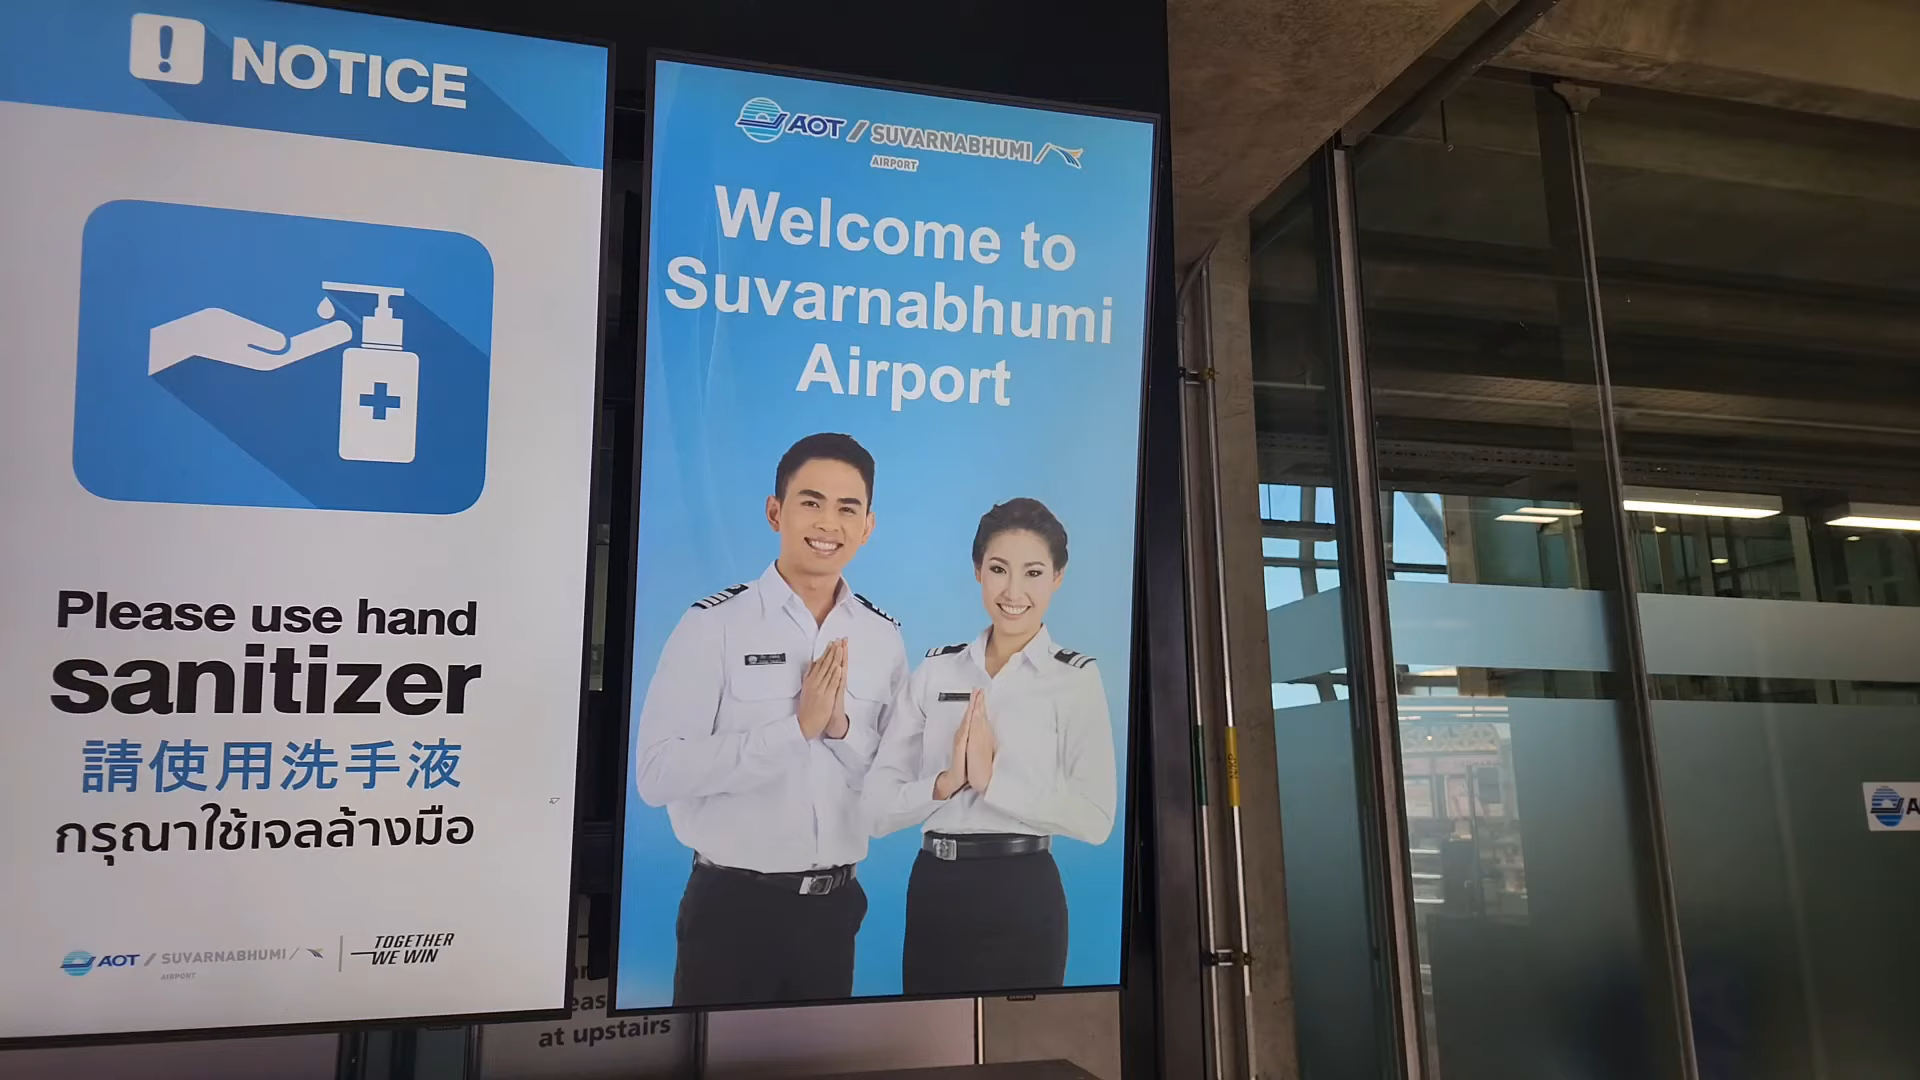 NOTICE
Please use hand
sanitizer
請使用洗手液
กรุณาใช้เจลล้างมือ
AOT / SUVARNABHUMI
AIRPORT
TOGETHER
WE WIN
AOT / SUVARNABHUMI
AIRPORT
Welcome to
Suvarnabhumi
Airport
at upstairs